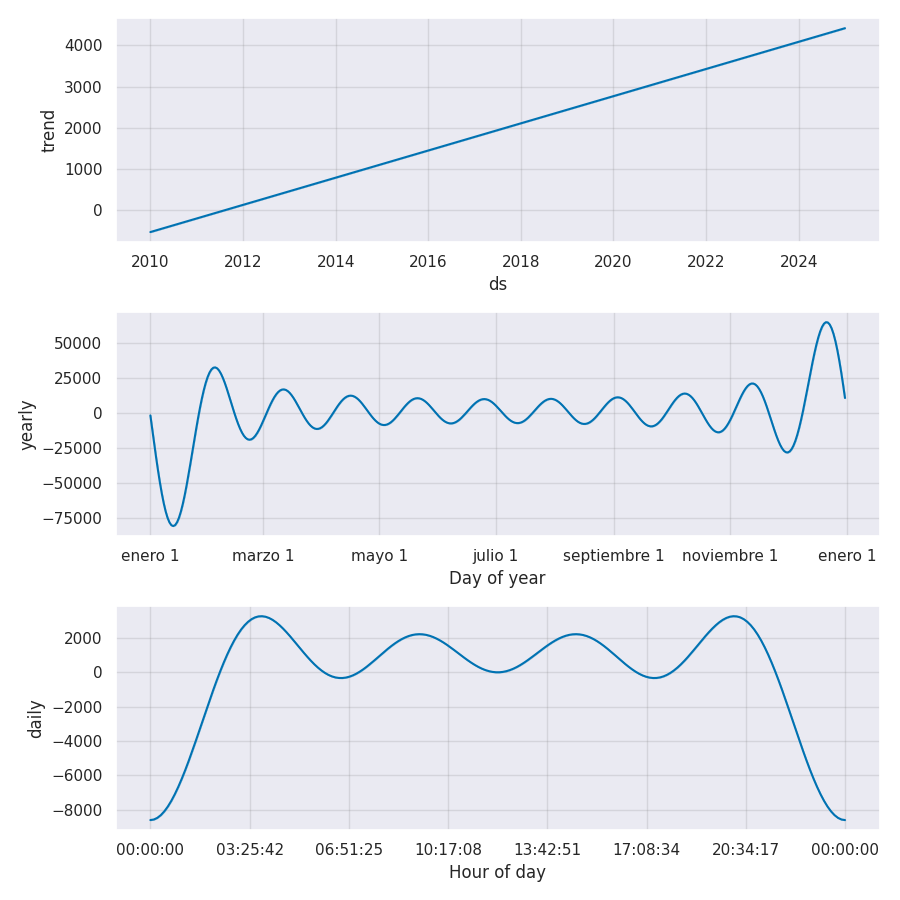 4000
3000
2000
1000
0
trend
2010 2012 2014 2016 2018 2020 2022 2024
ds
50000
25000
0
−25000
−50000
−75000
yearly
enero 1 marzo 1 mayo 1 julio 1 septiembre 1 noviembre 1 enero 1
Day of year
2000
0
−2000
−4000
−6000
−8000
daily
00:00:00 03:25:42 06:51:25 10:17:08 13:42:51 17:08:34 20:34:17 00:00:00
Hour of day